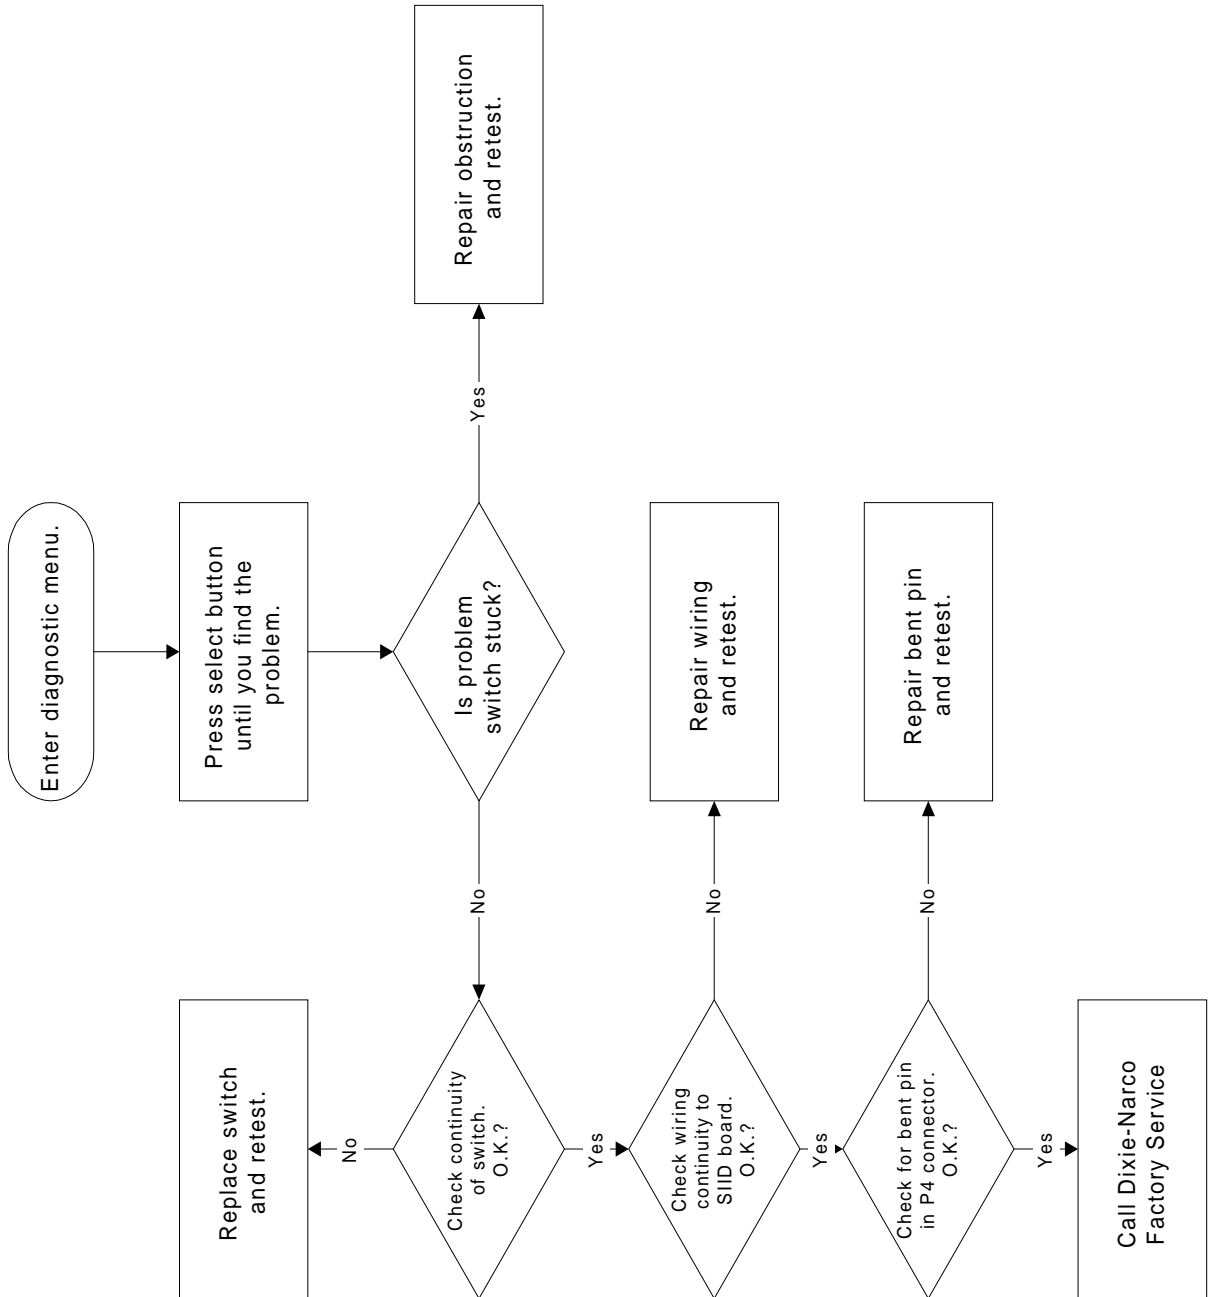 Enter diagnostic menu.
Press select button
until you find the
problem.
Is problem
switch stuck?
Yes
Repair obstruction
and retest.
No
Check continuity
of switch.
O.K.?
No
Replace switch
and retest.
Yes
Check wiring
continuity to
SIID board.
O.K.?
No
Repair wiring
and retest.
Yes
Check for bent pin
in P4 connector.
O.K.?
No
Repair bent pin
and retest.
Yes
Call Dixie-Narco
Factory Service